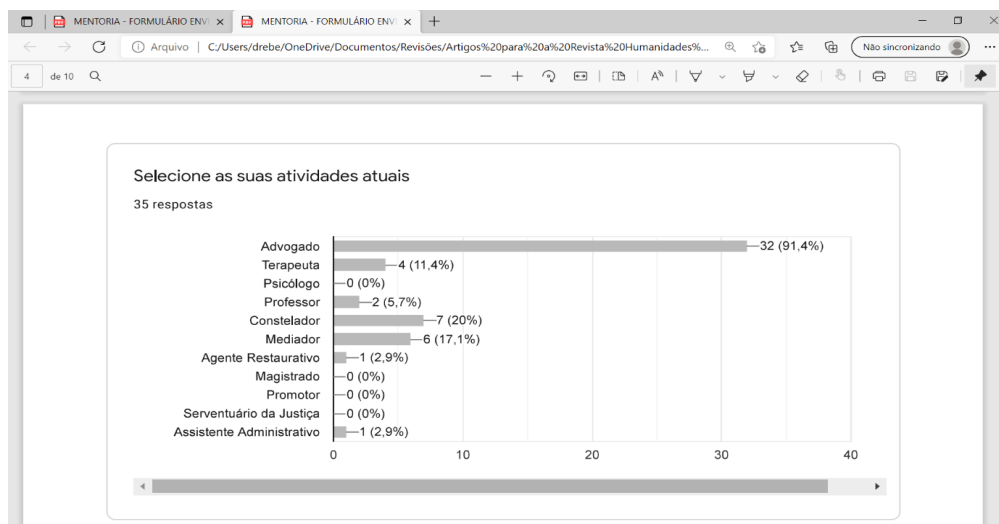 MENTORIA - FORMULÁRIO ENVI
MENTORIA - FORMULÁRIO ENVI
Arquivo | C:/Users/drebe/OneDrive/Documentos/Revisões/Artigos%20para%20a%20Revista%20Humanidades%...
Não sincronizando
4 de 10
Selecione as suas atividades atuais
35 respostas
Advogado 32 (91,4%)
Terapeuta 4 (11,4%)
Psicólogo 0 (0%)
Professor 2 (5,7%)
Constelador 7 (20%)
Mediador 6 (17,1%)
Agente Restaurativo 1 (2,9%)
Magistrado 0 (0%)
Promotor 0 (0%)
Serventuário da Justiça 0 (0%)
Assistente Administrativo 1 (2,9%)
0 10 20 30 40